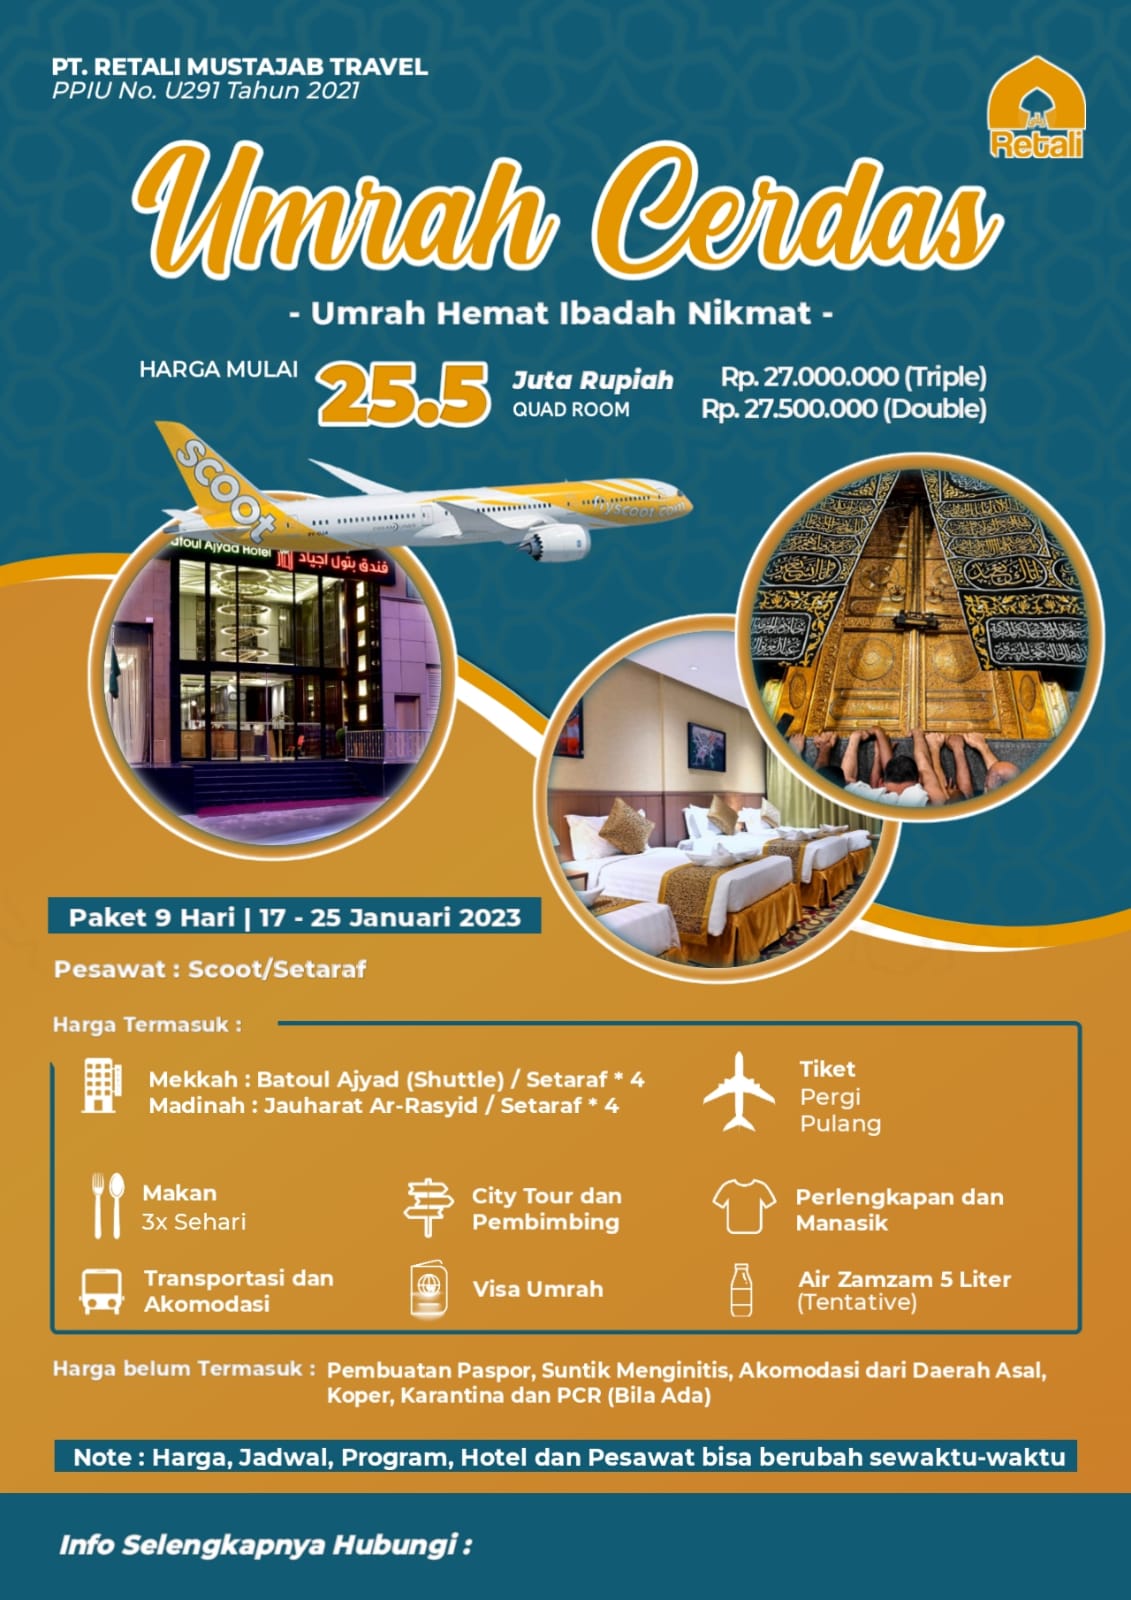 PT. RETALI MUSTAJAB TRAVEL
PPIU No. U291 Tahun 2021
Retali
Umrah Cerdas
- Umrah Hemat Ibadah Nikmat -
HARGA MULAI
25.5
Juta Rupiah
QUAD ROOM
Rp. 27.000.000 (Triple)
Rp. 27.500.000 (Double)
scoot
flyscoot.com
atoul Ajyad Hotel
فندق بتول اجياد
Paket 9 Hari | 17 - 25 Januari 2023
Pesawat : Scoot/Setaraf
Harga Termasuk :
Mekkah : Batoul Ajyad (Shuttle) / Setaraf * 4
Madinah : Jauharat Ar-Rasyid / Setaraf * 4
Tiket
Pergi
Pulang
Makan
3x Sehari
City Tour dan
Pembimbing
Perlengkapan dan
Manasik
Transportasi dan
Akomodasi
Visa Umrah
Air Zamzam 5 Liter
(Tentative)
Harga belum Termasuk : Pembuatan Paspor, Suntik Menginitis, Akomodasi dari Daerah Asal,
Koper, Karantina dan PCR (Bila Ada)
Note : Harga, Jadwal, Program, Hotel dan Pesawat bisa berubah sewaktu-waktu
Info Selengkapnya Hubungi :